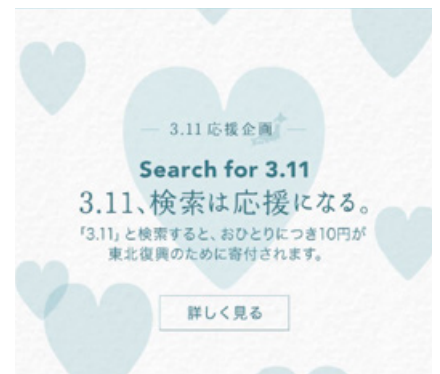 3.11 応援企画
Search for 3.11
3.11、検索は応援になる。
「3.11」と検索すると、おひとりにつき10円が
東北復興のために寄付されます。
詳しく見る